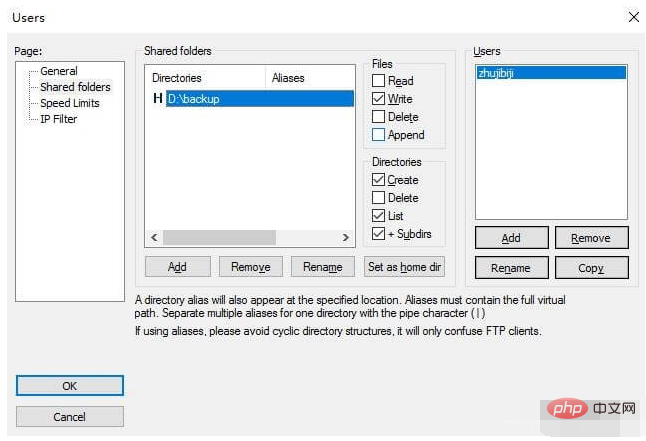 Users
Page:
General
Shared folders
Speed Limits
IP Filter
Shared folders
Directories Aliases
H D:\backup
Files
Read
Write
Delete
Append
Directories
Create
Delete
List
+ Subdirs
Users
zhujibiji
Add Remove Rename Set as home dir
Add Remove
Rename Copy
A directory alias will also appear at the specified location. Aliases must contain the full virtual
path. Separate multiple aliases for one directory with the pipe character ( | )
If using aliases, please avoid cyclic directory structures, it will only confuse FTP clients.
OK
Cancel
php 中文网